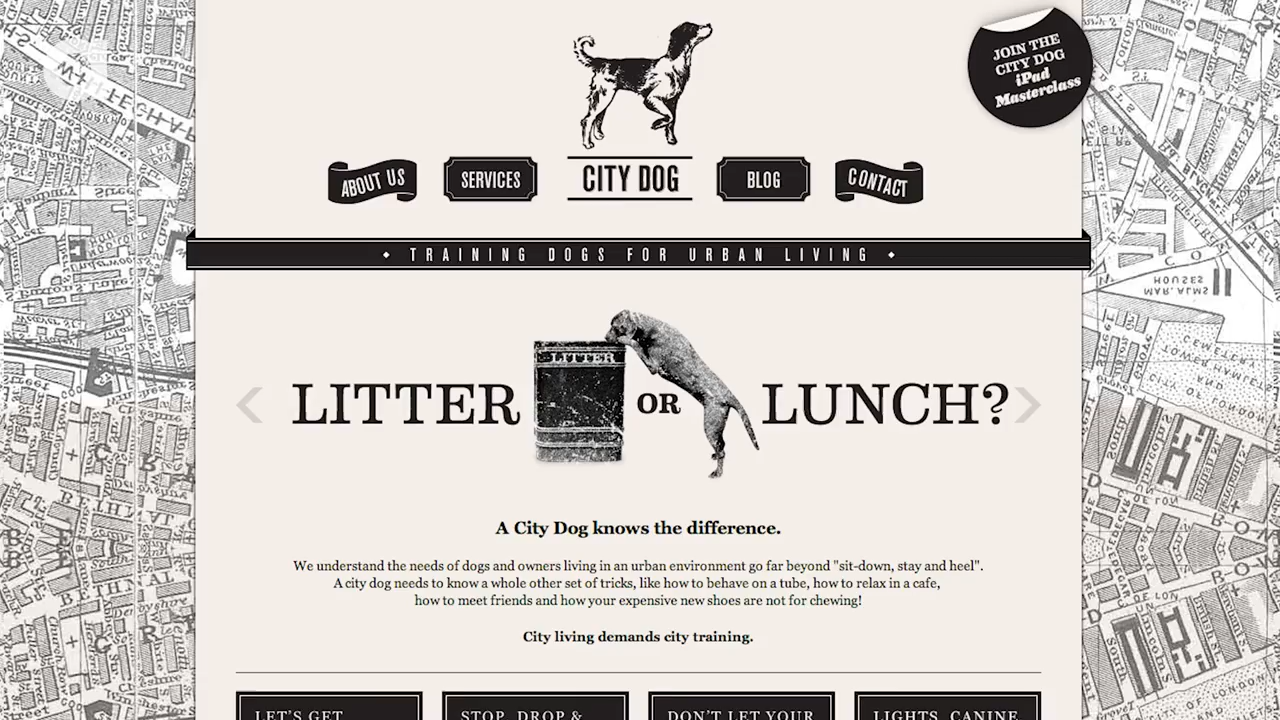 JOIN THE
CITY DOG
iPad
Masterclass
ABOUT US
SERVICES
CITY DOG
BLOG
CONTACT
• TRAINING DOGS FOR URBAN LIVING •
LITTER
LITTER OR LUNCH?
A City Dog knows the difference.
We understand the needs of dogs and owners living in an urban environment go far beyond "sit-down, stay and heel".
A city dog needs to know a whole other set of tricks, like how to behave on a tube, how to relax in a cafe,
how to meet friends and how your expensive new shoes are not for chewing!
City living demands city training.
LET'S GET
STOP, DROP &
DON'T LET YOUR
LIGHTS, CANINE